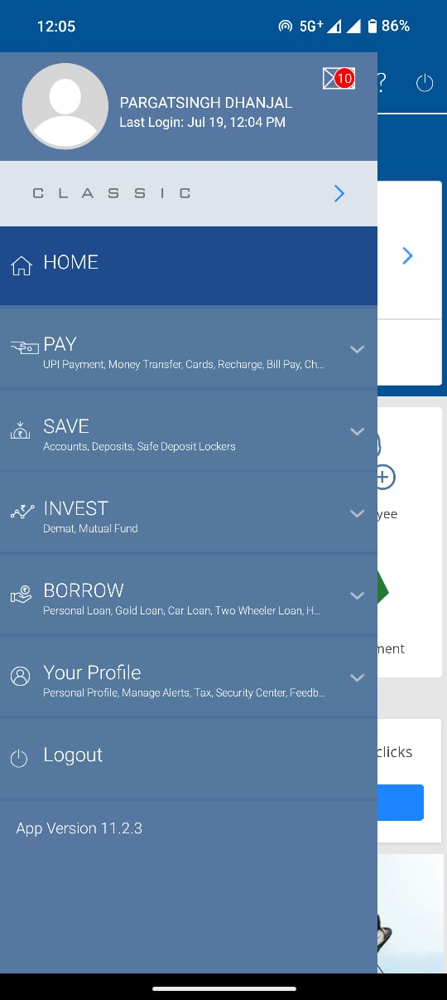 12:05
5G+
86%
10
?
PARGATSINGH DHANJAL
Last Login: Jul 19, 12:04 PM
CLASSIC
HOME
PAY
UPI Payment, Money Transfer, Cards, Recharge, Bill Pay, Ch...
SAVE
Accounts, Deposits, Safe Deposit Lockers
INVEST
Demat, Mutual Fund
yee
BORROW
Personal Loan, Gold Loan, Car Loan, Two Wheeler Loan, H...
ment
Your Profile
Personal Profile, Manage Alerts, Tax, Security Center, Feedb...
Logout
clicks
App Version 11.2.3